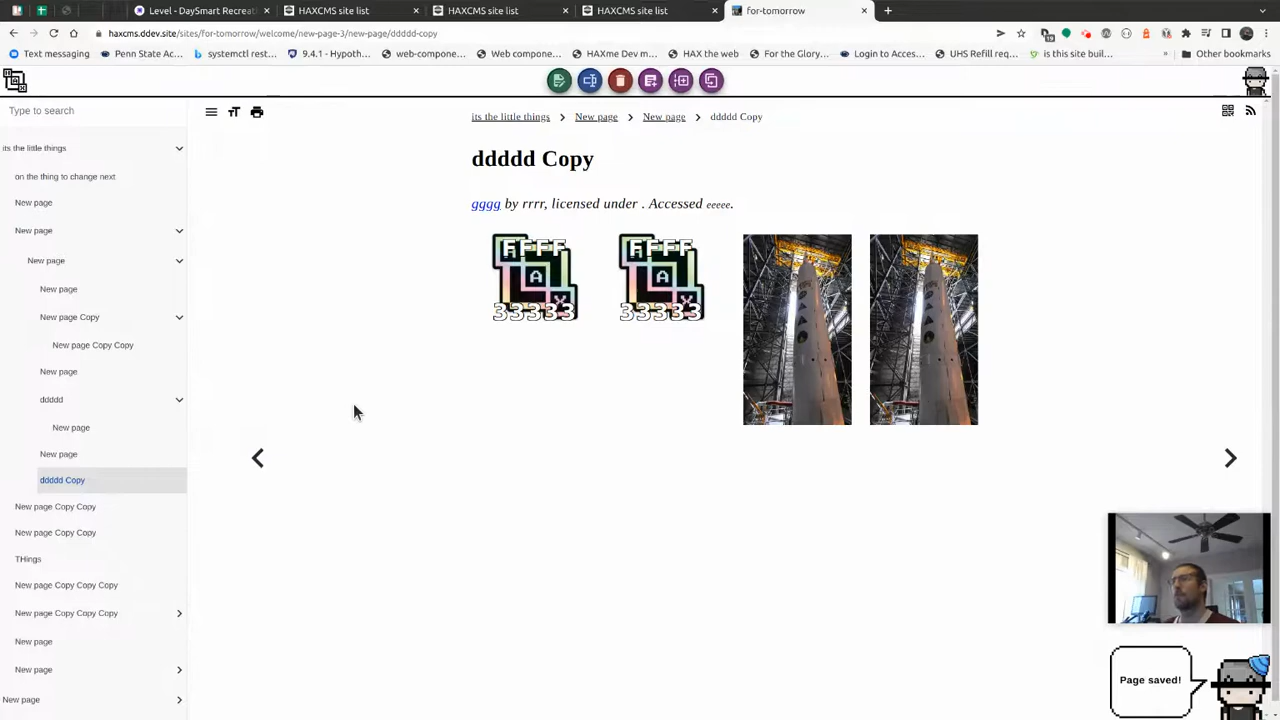 Level - DaySmart Recreat
HAXCMS site list
HAXCMS site list
HAXCMS site list
for-tomorrow
haxcms.ddev.site/sites/for-tomorrow/welcome/new-page-3/new-page/ddddd-copy
Text messaging
Penn State Ac...
systemctl rest...
9.4.1 - Hypoth...
web-compone...
Web compone...
HAXme Dev m...
HAX the web
For the Glory...
Login to Acces...
UHS Refill req...
is this site buil...
»
Other bookmarks
Type to search
its the little things
on the thing to change next
New page
New page
New page
New page
New page Copy
New page Copy Copy
New page
ddddd
New page
New page
ddddd Copy
New page Copy Copy
New page Copy Copy
THings
New page Copy Copy Copy
New page Copy Copy Copy
New page
New page
New page
its the little things > New page > New page > ddddd Copy
ddddd Copy
gggg by rrrr, licensed under . Accessed eeeee.
FFFF
A
X
33333
FFFF
A
X
33333
Page saved!